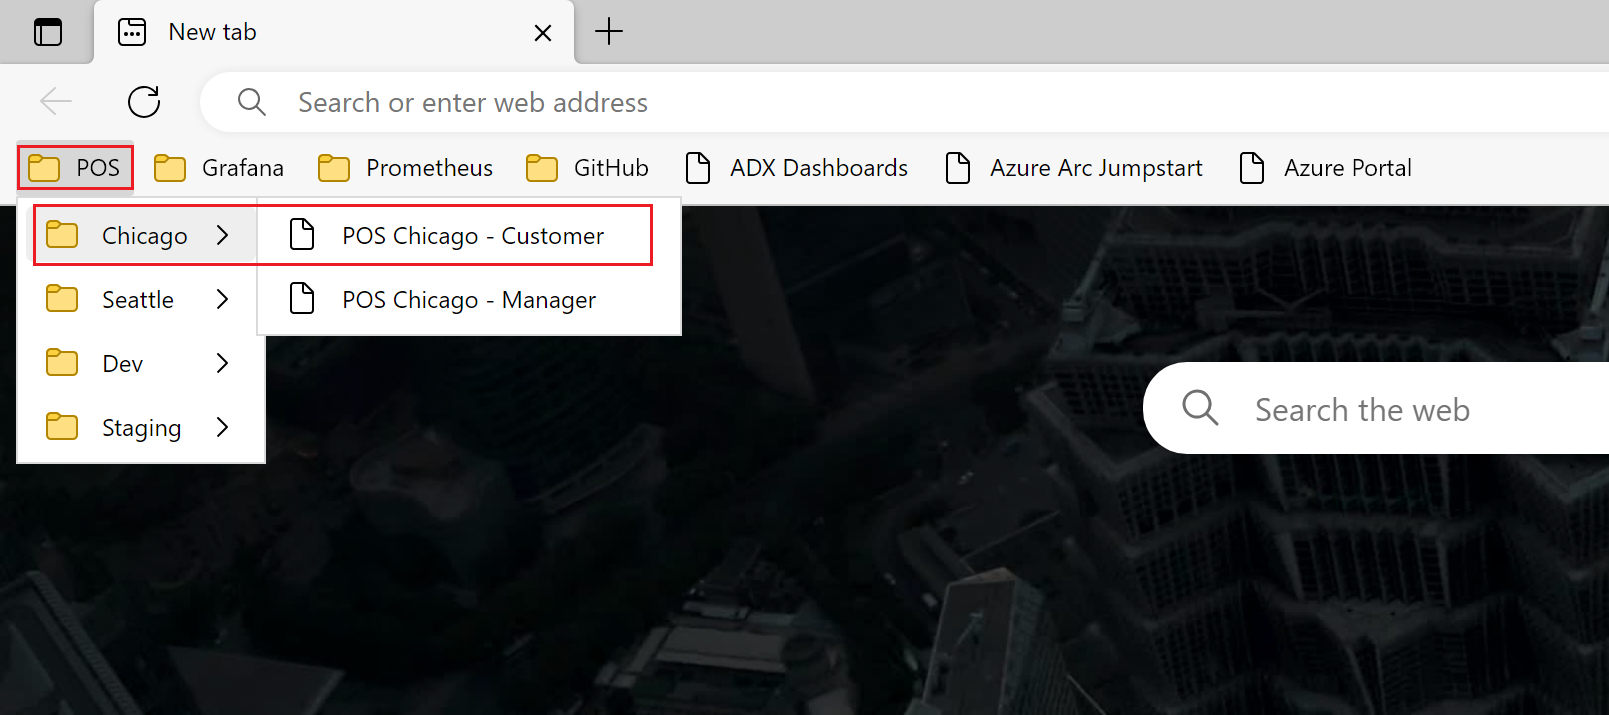 New tab
Search or enter web address
POS Grafana Prometheus GitHub ADX Dashboards Azure Arc Jumpstart Azure Portal
Chicago POS Chicago - Customer
Seattle POS Chicago - Manager
Dev
Staging
Search the web